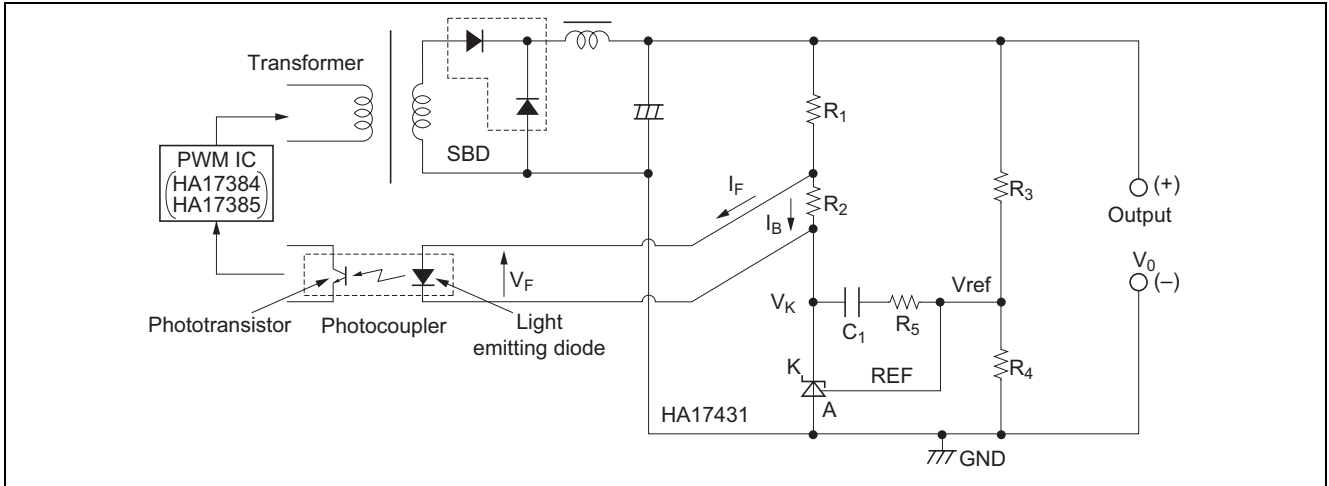 Transformer
SBD
PWM IC
(HA17384
HA17385)
R1
R2
IF
IB
R3
(+)
Output
V0
(–)
VF
Phototransistor
Photocoupler
Light
emitting diode
VK
C1
R5
Vref
R4
K
REF
A
HA17431
GND